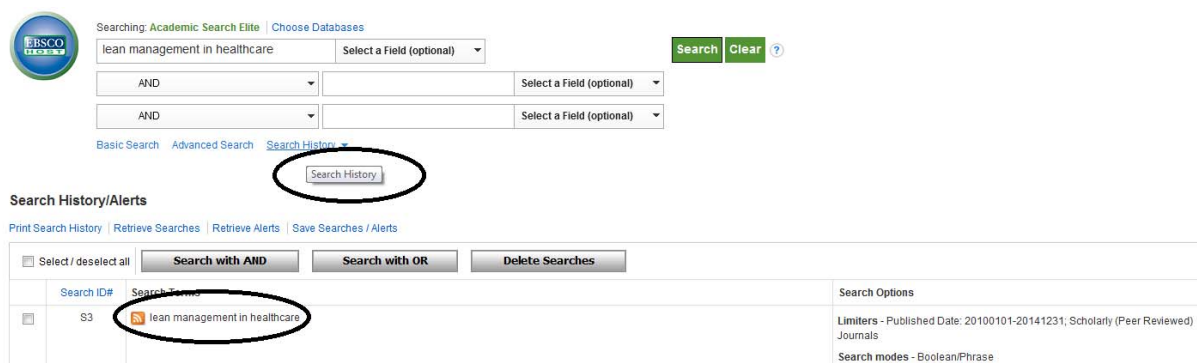 EBSCO
HOST
Searching: Academic Search Elite | Choose Databases
lean management in healthcare Select a Field (optional) Search Clear ?
AND Select a Field (optional)
AND Select a Field (optional)
Basic Search Advanced Search Search History
Search History
Search History/Alerts
Print Search History | Retrieve Searches | Retrieve Alerts | Save Searches / Alerts
Select / deselect all Search with AND Search with OR Delete Searches
Search ID# Search Terms Search Options
S3 lean management in healthcare Limiters - Published Date: 20100101-20141231; Scholarly (Peer Reviewed)
Journals
Search modes - Boolean/Phrase